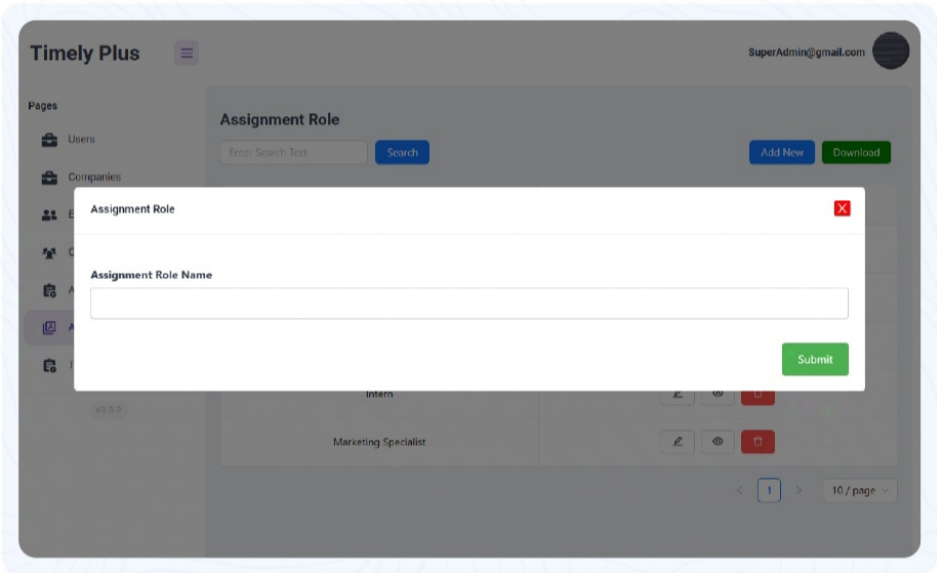 Timely Plus
SuperAdmin@gmail.com
Pages
Users
Companies
Assignment Role
Enter Search Text
Search
Add New
Download
Assignment Role
Assignment Role Name
Submit
Intern
Marketing Specialist
< 1 >
10 / page